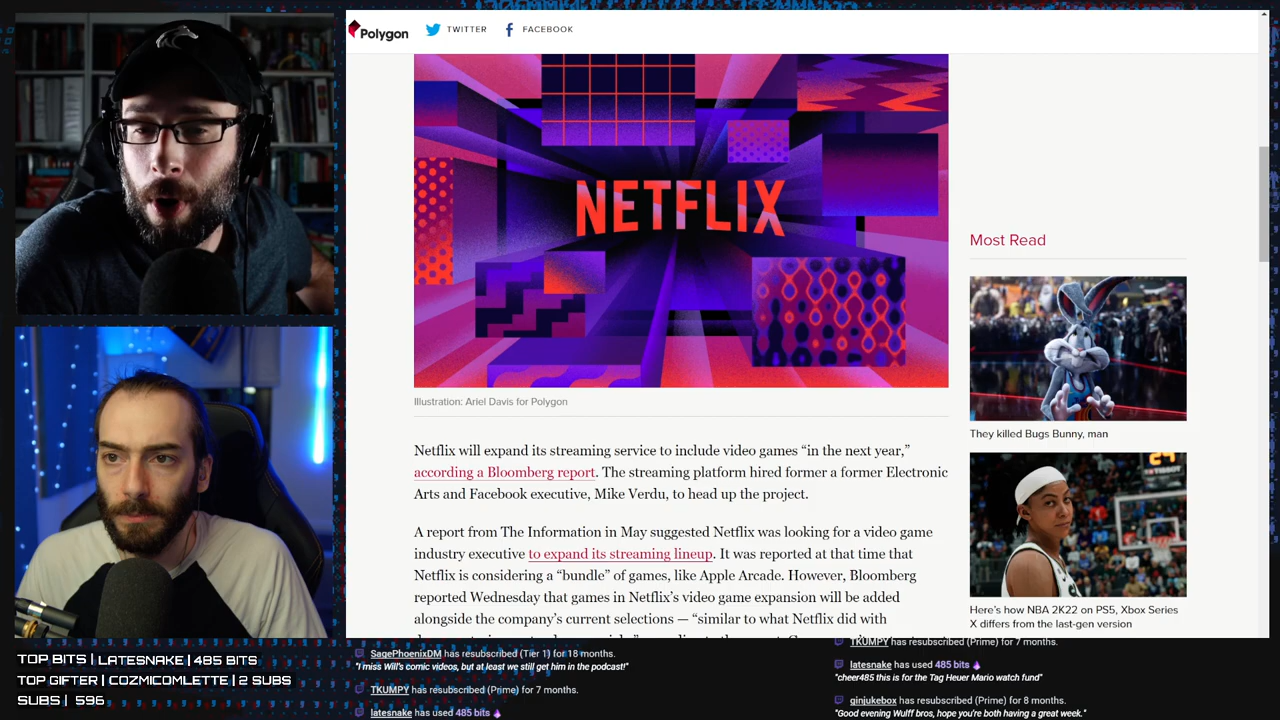 Polygon
TWITTER
FACEBOOK
NETFLIX
Illustration: Ariel Davis for Polygon
Netflix will expand its streaming service to include video games “in the next year,”
according a Bloomberg report. The streaming platform hired former a former Electronic
Arts and Facebook executive, Mike Verdu, to head up the project.
A report from The Information in May suggested Netflix was looking for a video game
industry executive to expand its streaming lineup. It was reported at that time that
Netflix is considering a “bundle” of games, like Apple Arcade. However, Bloomberg
reported Wednesday that games in Netflix’s video game expansion will be added
alongside the company’s current selections — “similar to what Netflix did with
Most Read
They killed Bugs Bunny, man
24
Here’s how NBA 2K22 on PS5, Xbox Series
X differs from the last-gen version
TOP BITS | LATESNAKE | 485 BITS
TOP GIFTER | COZMICOMLETTE | 2 SUBS
SUBS | 596
SagePhoenixDM has resubscribed (Tier 1) for 18 months.
"I miss Will's comic videos, but at least we still get him in the podcast!"
TKUMPY has resubscribed (Prime) for 7 months.
latesnake has used 485 bits
TKUMPY has resubscribed (Prime) for 7 months.
latesnake has used 485 bits
"cheer485 this is for the Tag Heuer Mario watch fund"
ginjukebox has resubscribed (Prime) for 8 months.
"Good evening Wulff bros, hope you're both having a great week."